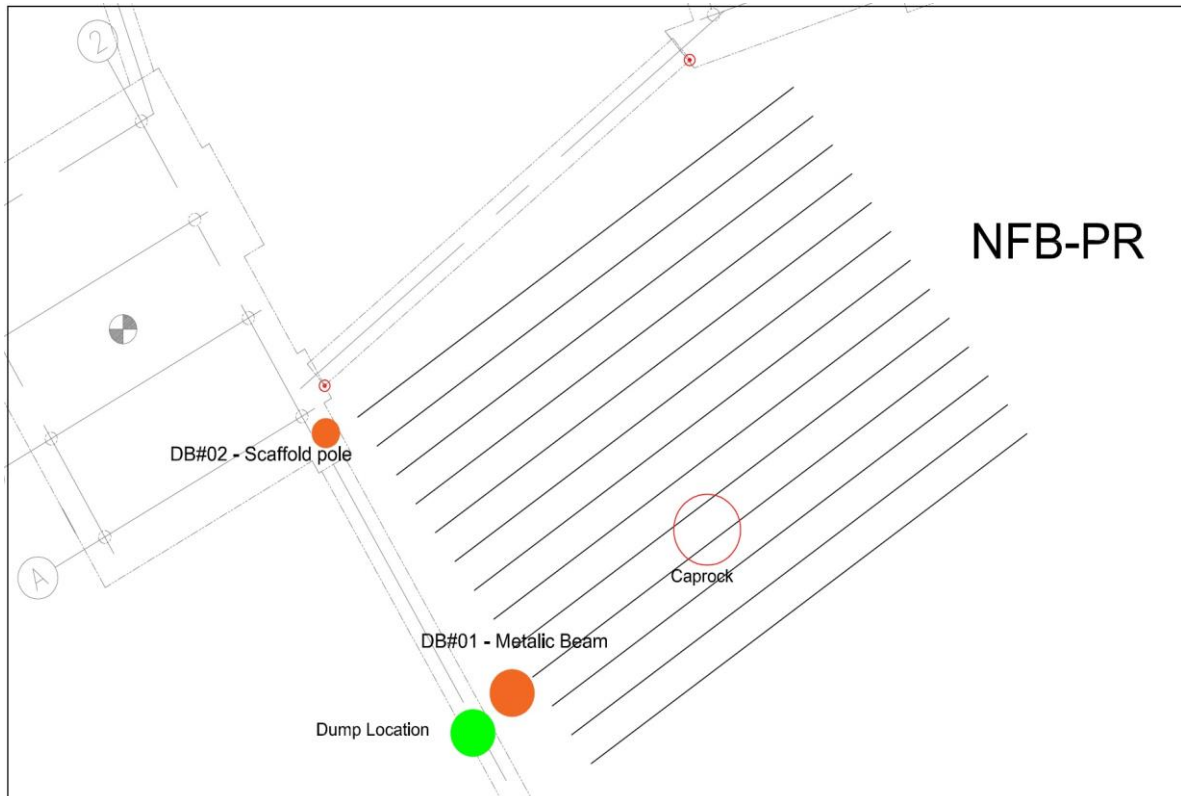 2
NFB-PR
DB#02 - Scaffold pole
A
Caprock
DB#01 - Metalic Beam
Dump Location